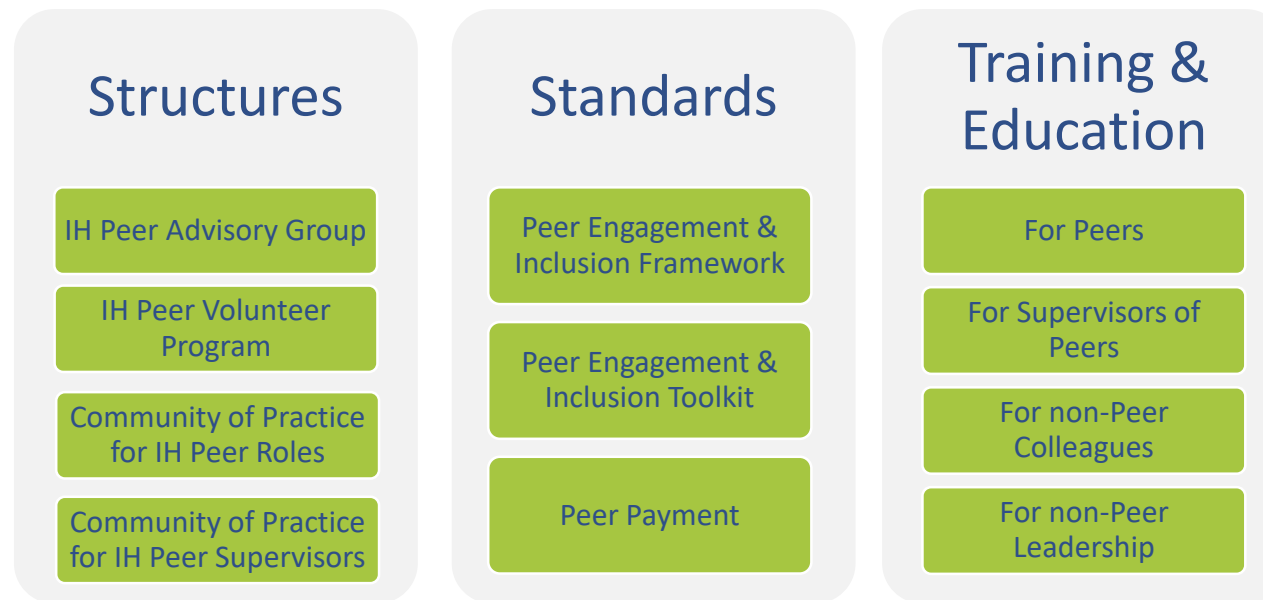 Structures
IH Peer Advisory Group
IH Peer Volunteer
Program
Community of Practice
for IH Peer Roles
Community of Practice
for IH Peer Supervisors
Standards
Peer Engagement &
Inclusion Framework
Peer Engagement &
Inclusion Toolkit
Peer Payment
Training &
Education
For Peers
For Supervisors of
Peers
For non-Peer
Colleagues
For non-Peer
Leadership